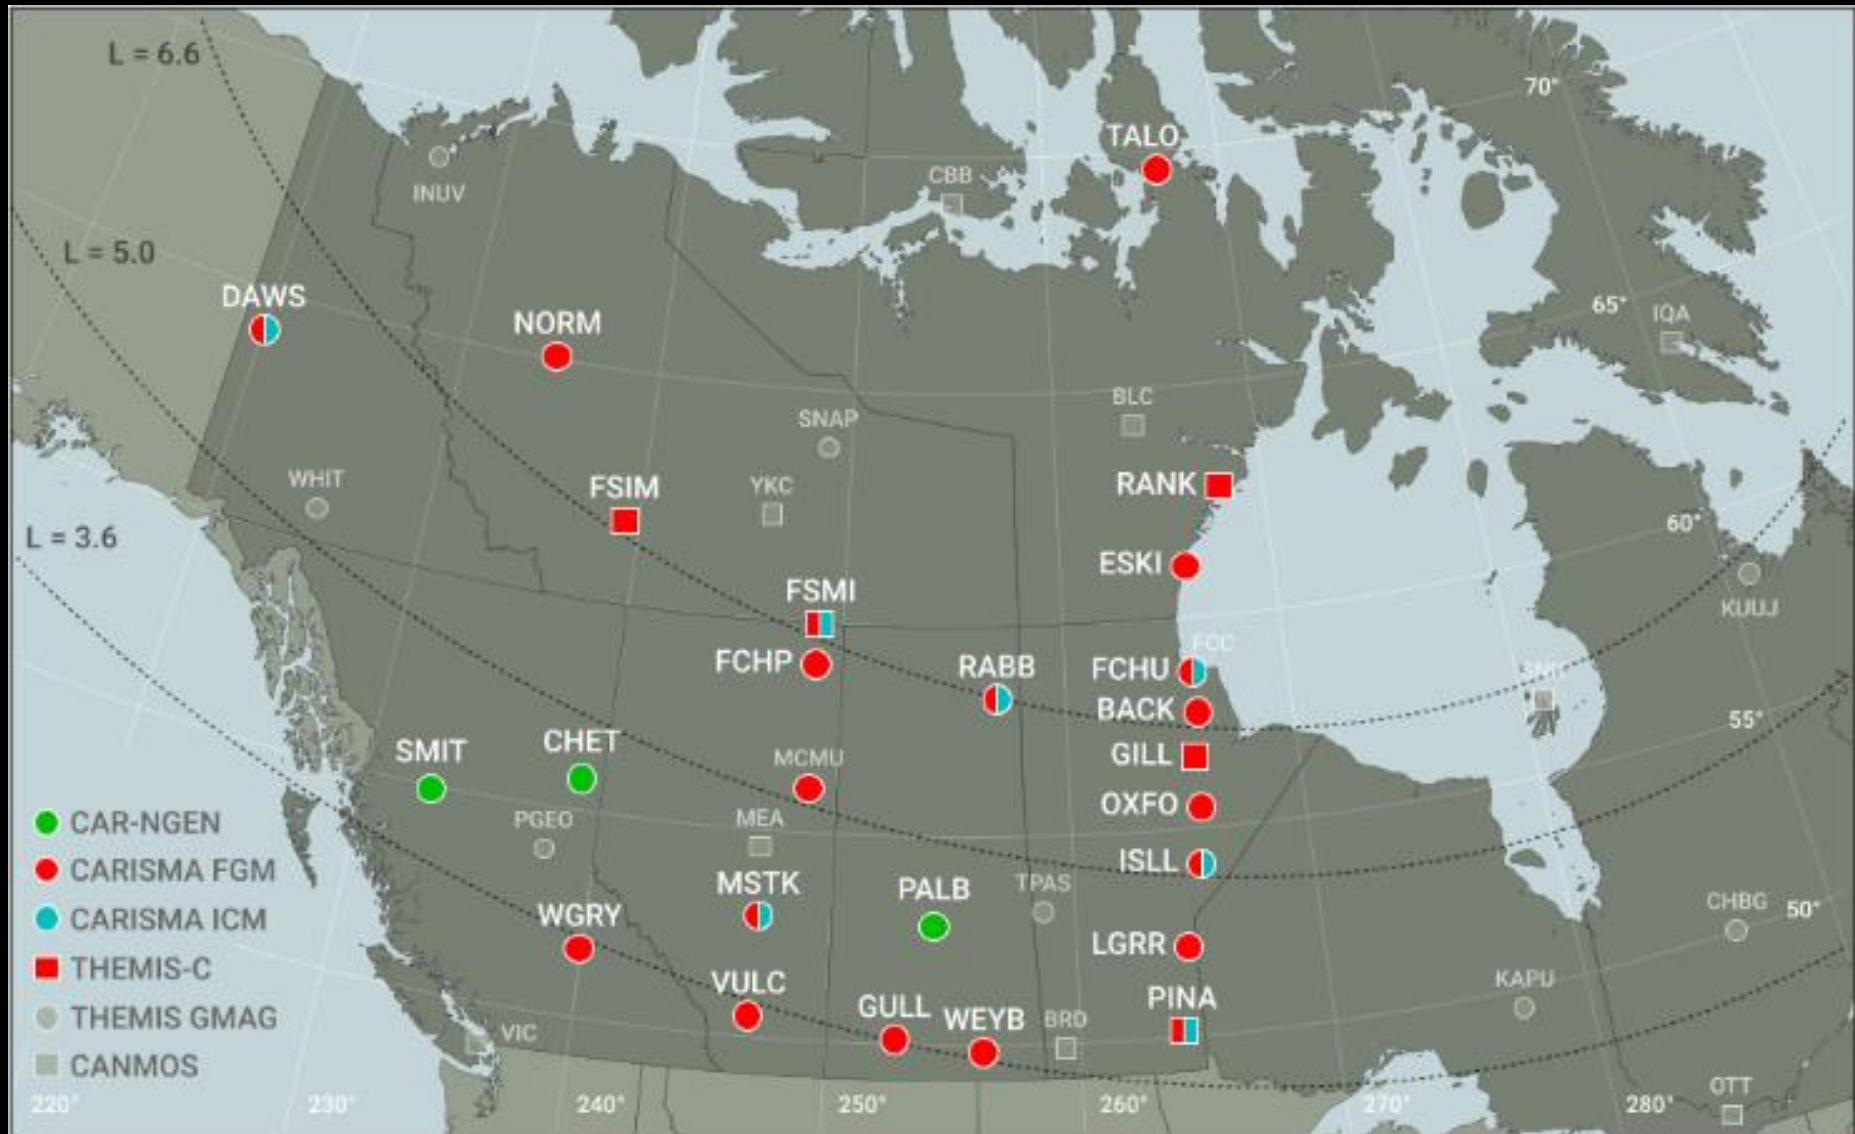 L = 6.6
70°
TALO
CBB
INUV
L = 5.0
DAWS
65°
IQA
NORM
BLC
SNAP
WHIT
FSIM
YKC
RANK
60°
L = 3.6
ESKI
FSMI
KUUJ
FCC
FCHP
RABB
FCHU
BACK
55°
SMIT
CHET
MCMU
GILL
OXFO
CAR-NGEN
PGEO
MEA
ISLL
CARISMA FGM
MSTK
PALB
TPAS
CHBG
50°
CARISMA ICM
WGRY
LGRR
THEMIS-C
VULC
KAPU
PINA
GULL
WEYB
BRD
THEMIS GMAG
VIC
CANMOS
OTT
220°
230°
240°
250°
260°
270°
280°